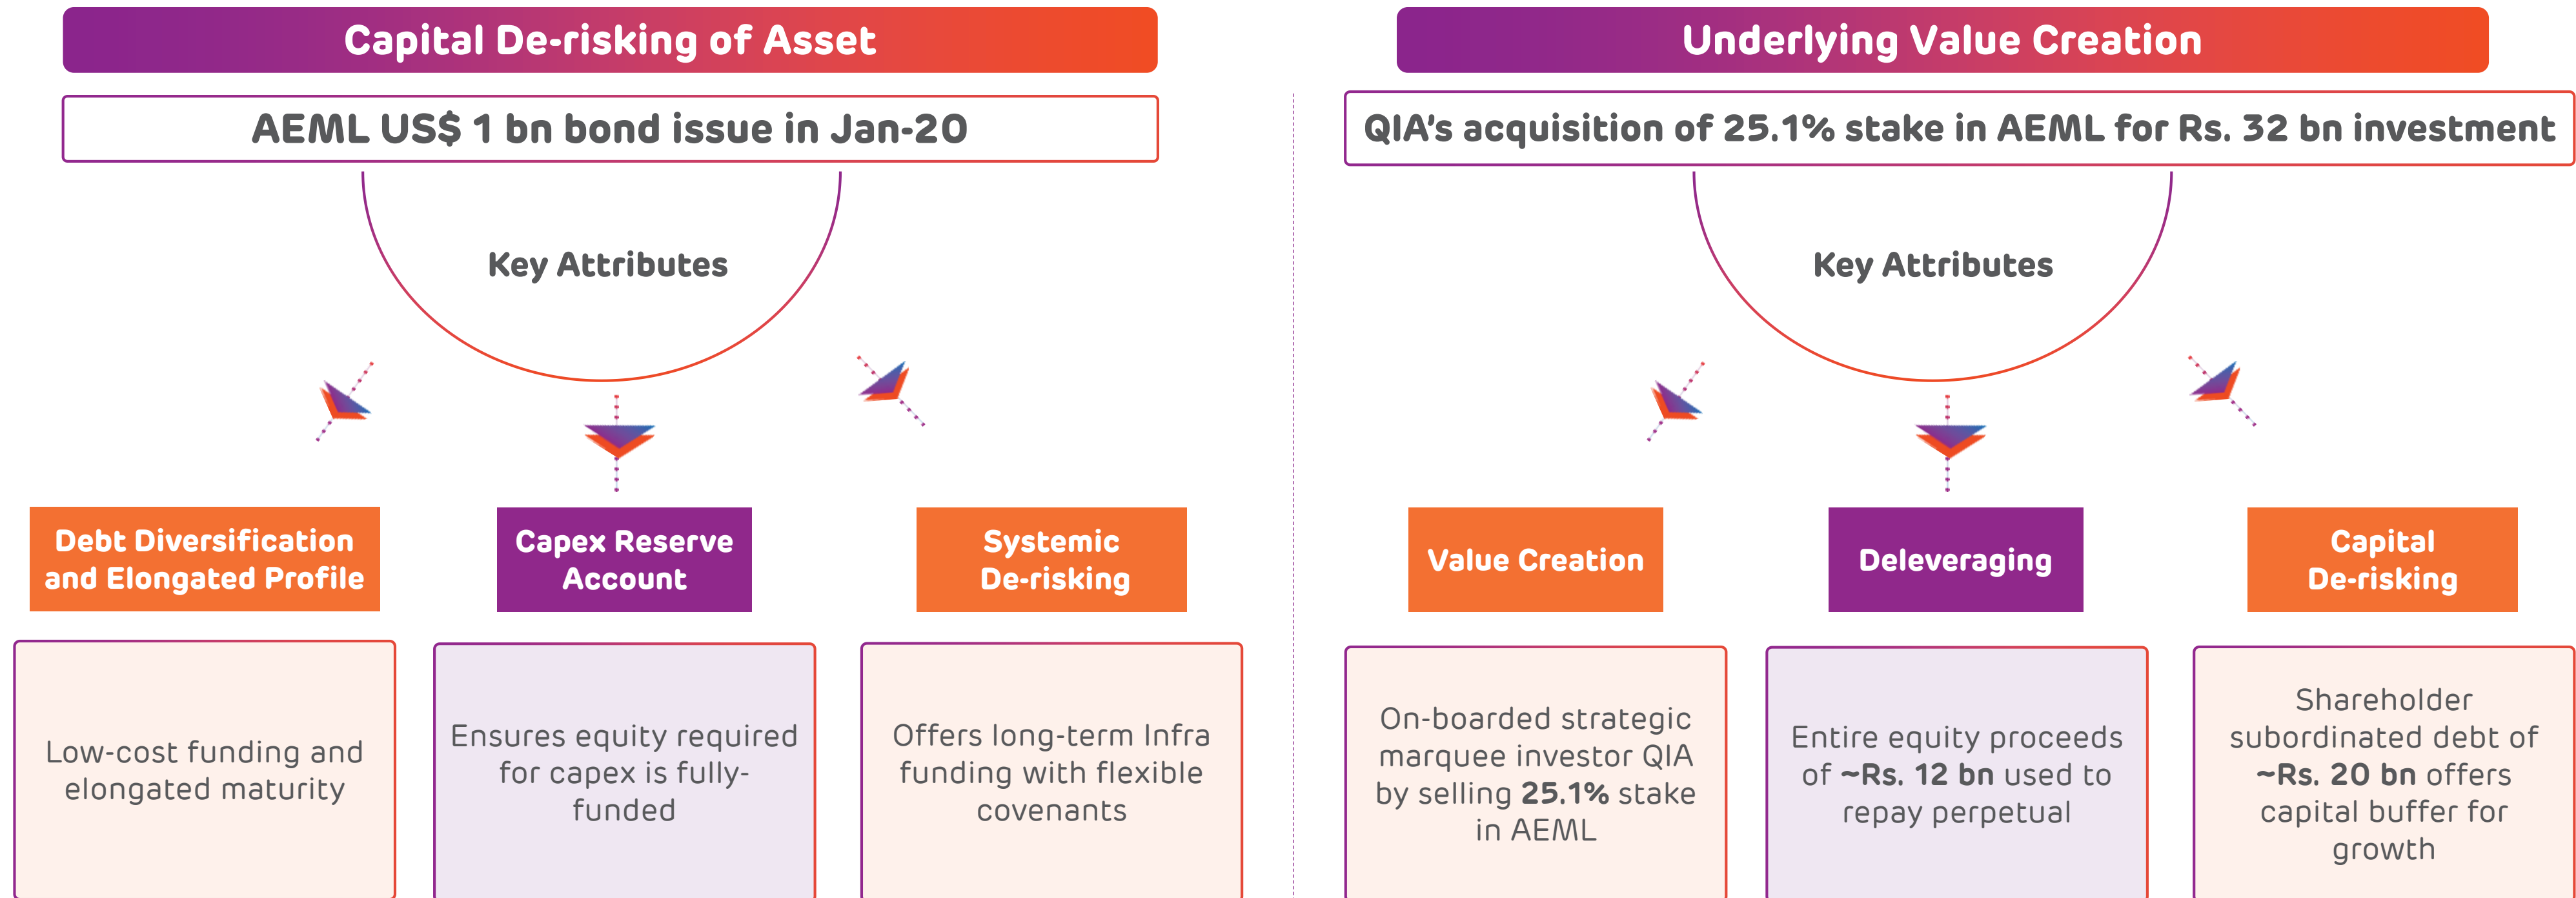 Capital De-risking of Asset
AEML US$ 1 bn bond issue in Jan-20
Key Attributes
Debt Diversification
and Elongated Profile
Low-cost funding and
elongated maturity
Capex Reserve
Account
Ensures equity required
for capex is fully-
funded
Systemic
De-risking
Offers long-term Infra
funding with flexible
covenants
Underlying Value Creation
QIA's acquisition of 25.1% stake in AEML for Rs. 32 bn investment
Key Attributes
Value Creation
On-boarded strategic
marquee investor QIA
by selling 25.1% stake
in AEML
Deleveraging
Entire equity proceeds
of ~Rs. 12 bn used to
repay perpetual
Capital
De-risking
Shareholder
subordinated debt of
~Rs. 20 bn offers
capital buffer for
growth